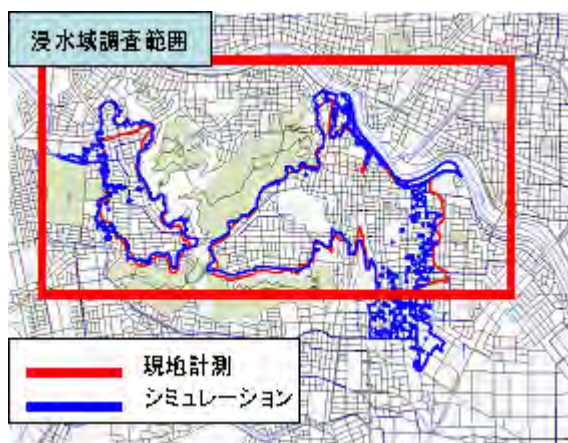 浸水域調査範囲
現地計測
シミュレーション